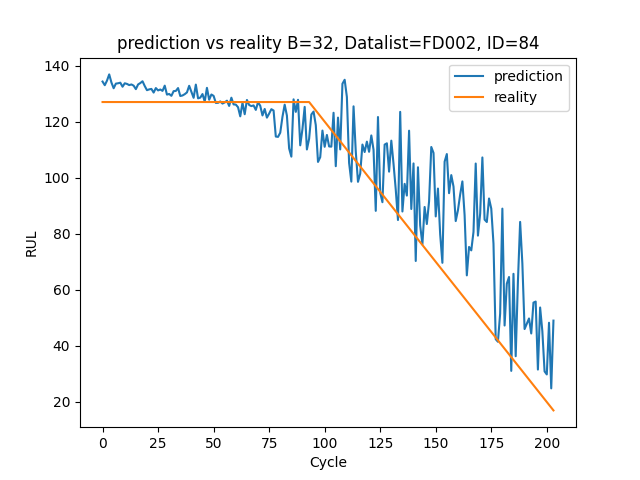 prediction vs reality B=32, Datalist=FD002, ID=84
prediction
reality
140
120
100
80
60
40
20
RUL
0 25 50 75 100 125 150 175 200
Cycle